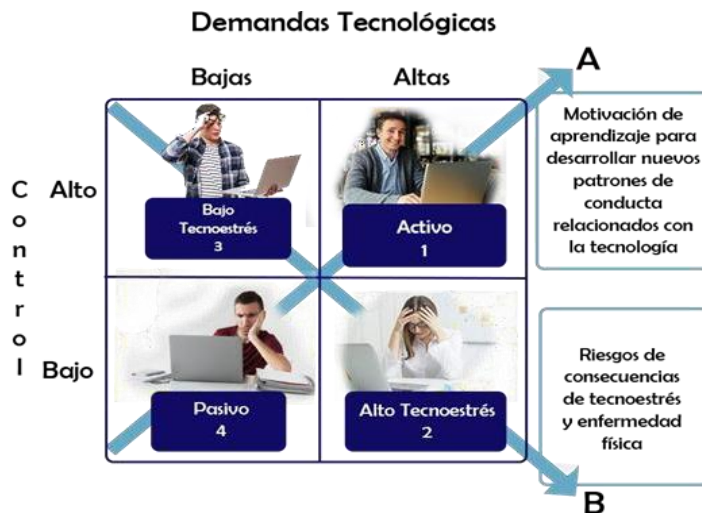 Demandas Tecnológicas
Bajas
Altas
A
Control
Alto
Bajo
Tecnoestrés
3
Activo
1
Motivación de
aprendizaje para
desarrollar nuevos
patrones de
conducta
relacionados con
la tecnología
Bajo
Pasivo
4
Alto Tecnoestrés
2
Riesgos de
consecuencias
de tecnoestrés
y enfermedad
física
B